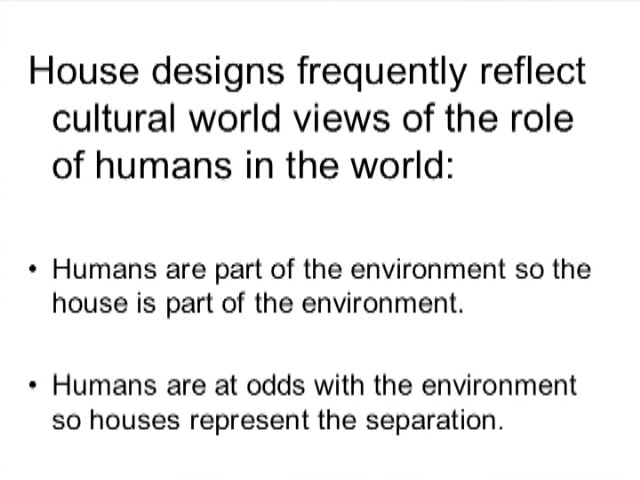 House designs frequently reflect
cultural world views of the role
of humans in the world:
• Humans are part of the environment so the
house is part of the environment.
• Humans are at odds with the environment
so houses represent the separation.